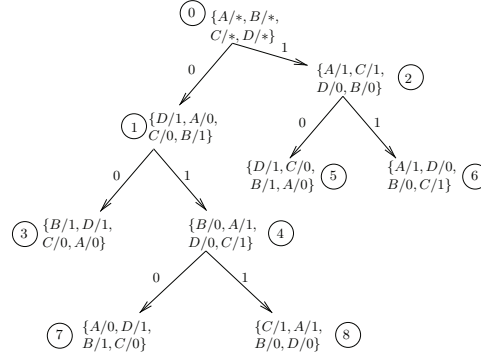 0
{A/*, B/*,
C/*, D/*}
0
1
{A/1, C/1,
D/0, B/0}
2
1
{D/1, A/0,
C/0, B/1}
0
1
0
1
{D/1, C/0,
B/1, A/0}
5
{A/1, D/0,
B/0, C/1}
6
3
{B/1, D/1,
C/0, A/0}
{B/0, A/1,
D/0, C/1}
4
0
1
7
{A/0, D/1,
B/1, C/0}
{C/1, A/1,
B/0, D/0}
8